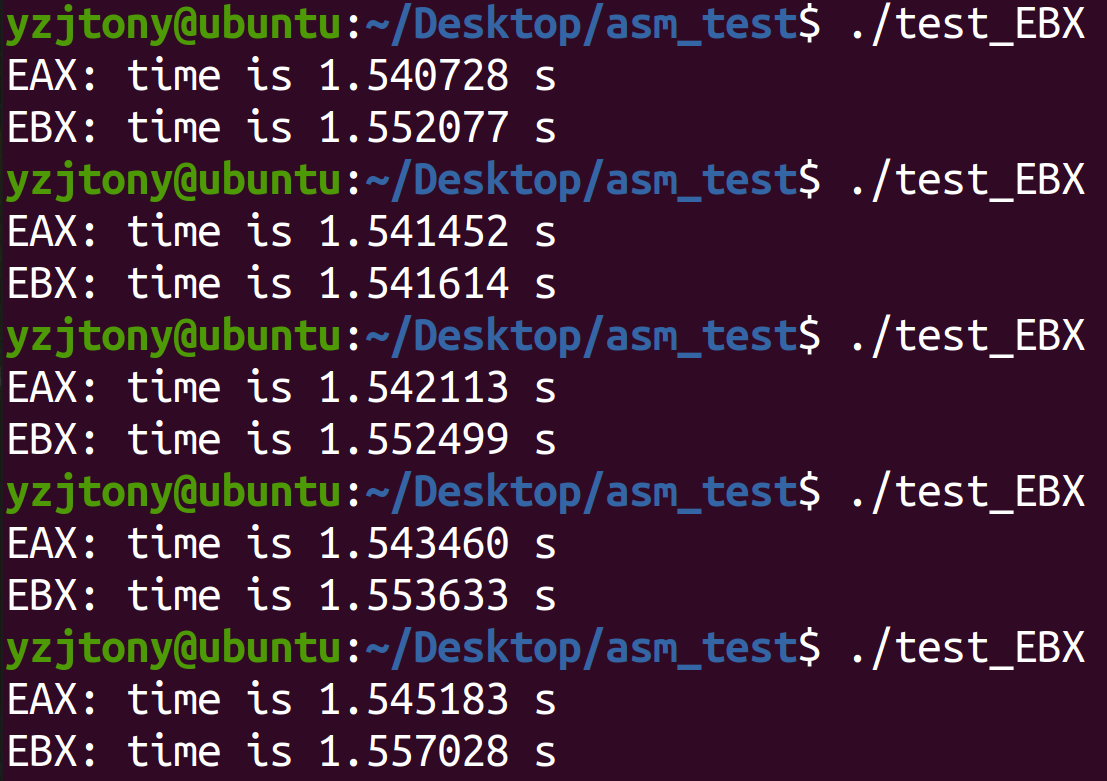 yzjtony@ubuntu:~/Desktop/asm_test$ ./test_EBX
EAX: time is 1.540728 s
EBX: time is 1.552077 s
yzjtony@ubuntu:~/Desktop/asm_test$ ./test_EBX
EAX: time is 1.541452 s
EBX: time is 1.541614 s
yzjtony@ubuntu:~/Desktop/asm_test$ ./test_EBX
EAX: time is 1.542113 s
EBX: time is 1.552499 s
yzjtony@ubuntu:~/Desktop/asm_test$ ./test_EBX
EAX: time is 1.543460 s
EBX: time is 1.553633 s
yzjtony@ubuntu:~/Desktop/asm_test$ ./test_EBX
EAX: time is 1.545183 s
EBX: time is 1.557028 s